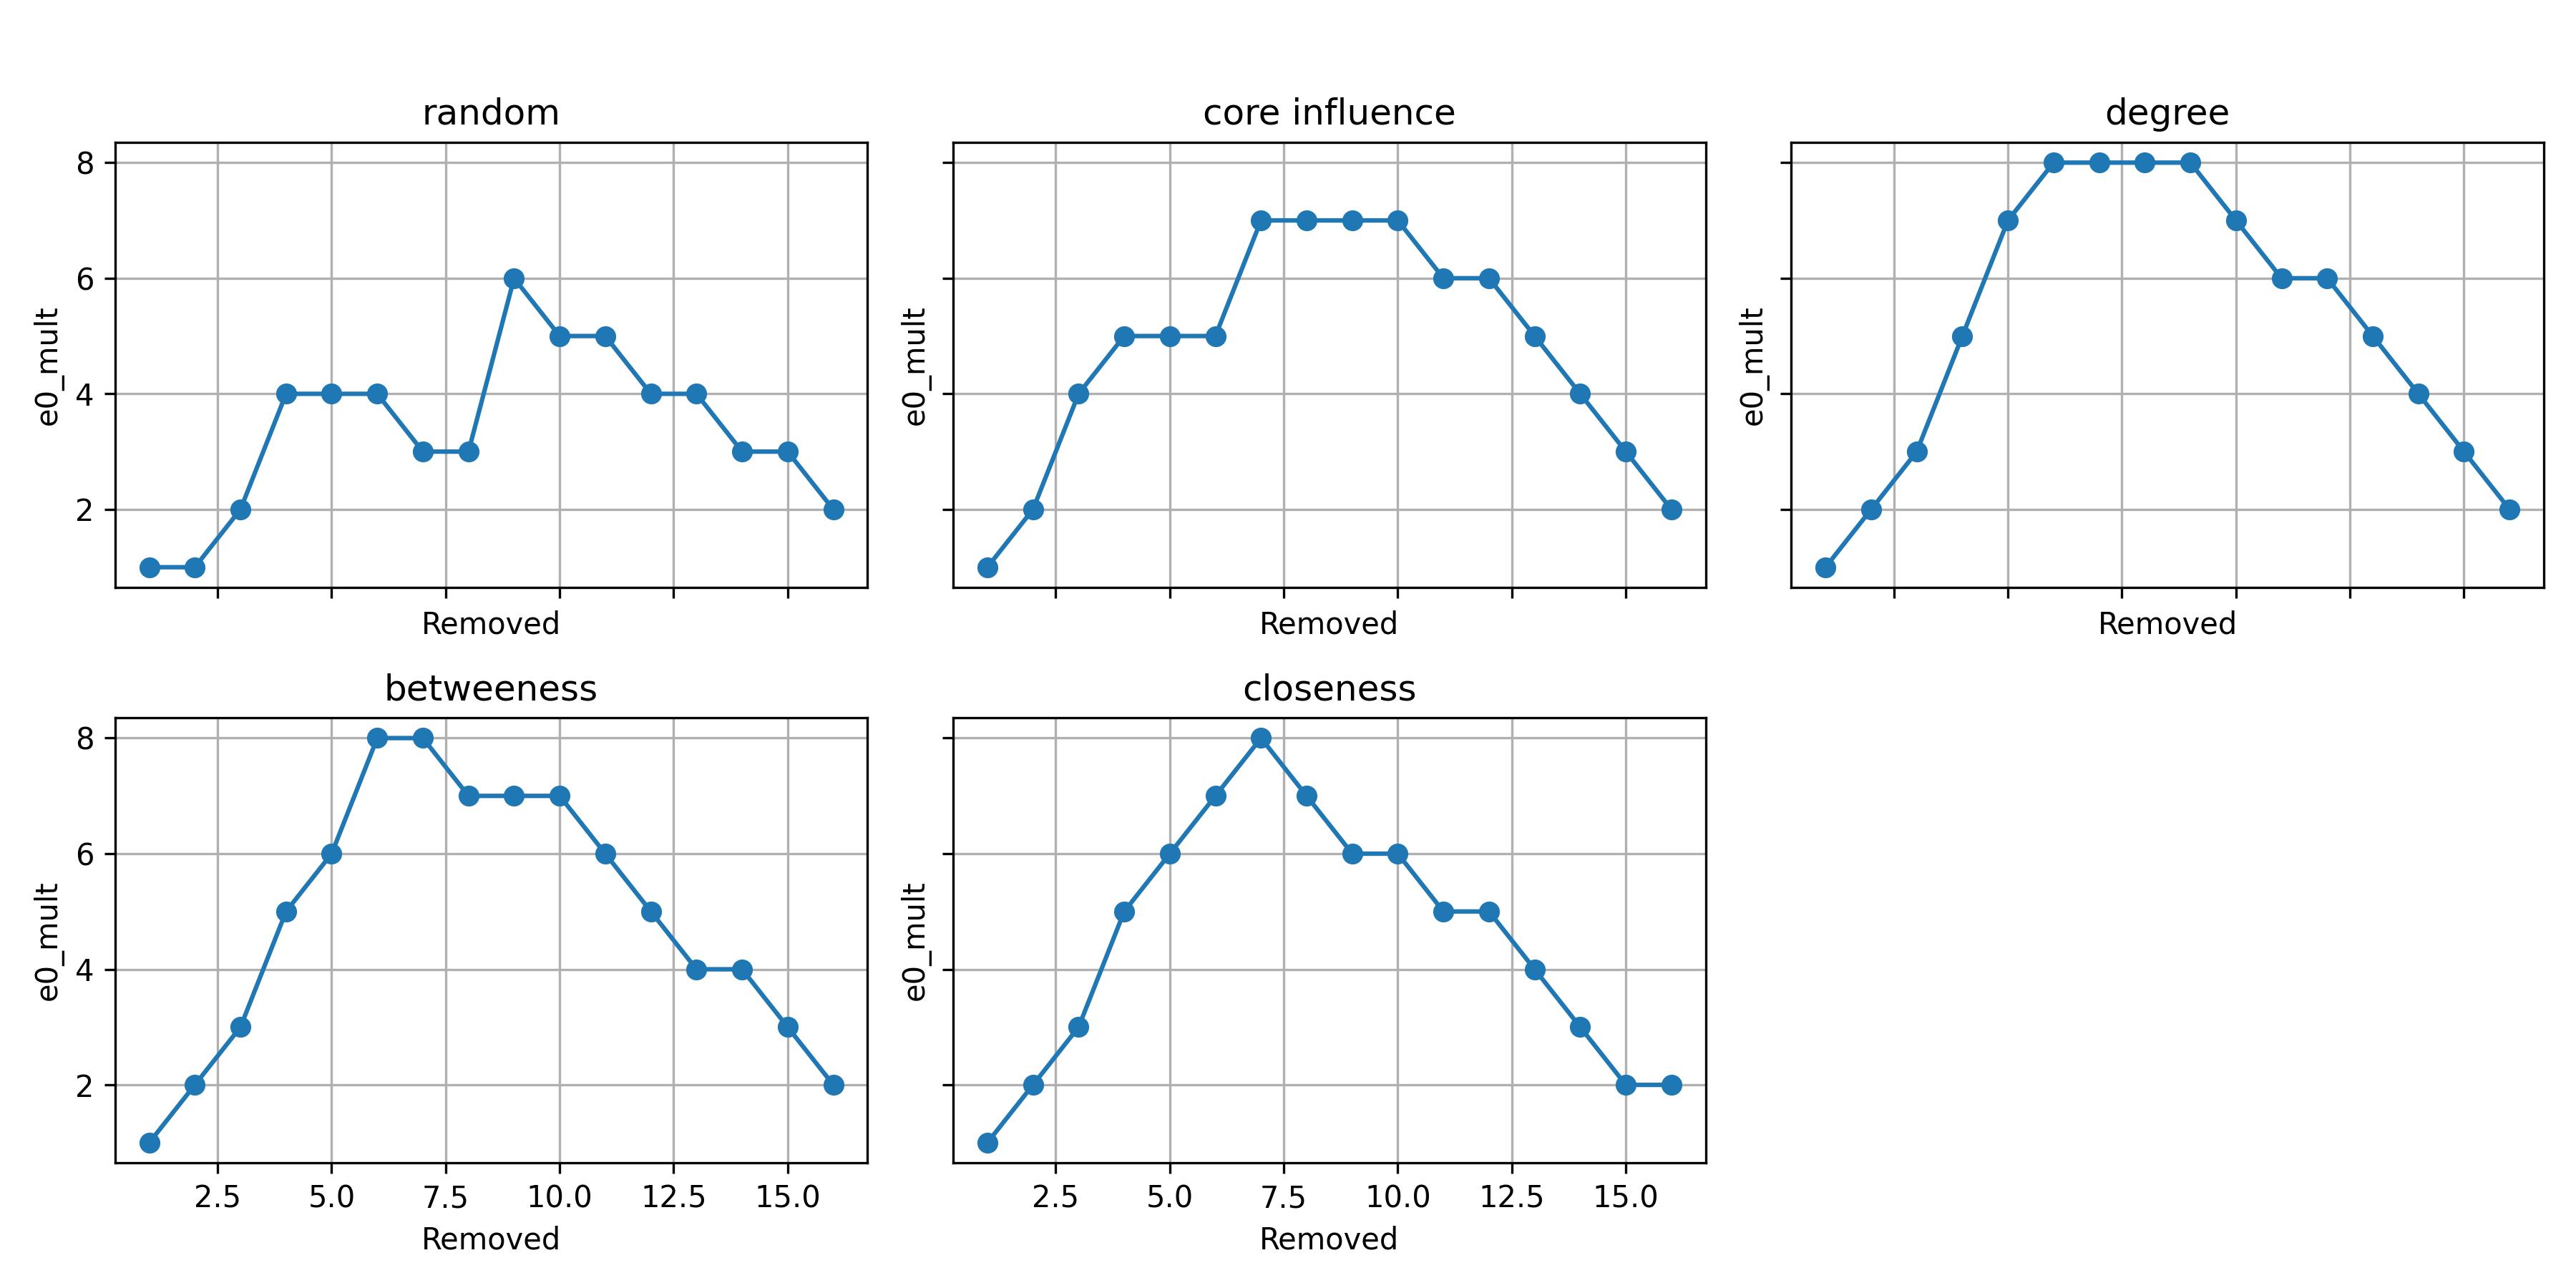 random
core influence
degree
8
6
4
2
e0_mult
e0_mult
e0_mult
Removed
Removed
Removed
betweeness
closeness
8
6
4
2
e0_mult
e0_mult
2.5 5.0 7.5 10.0 12.5 15.0
2.5 5.0 7.5 10.0 12.5 15.0
Removed
Removed